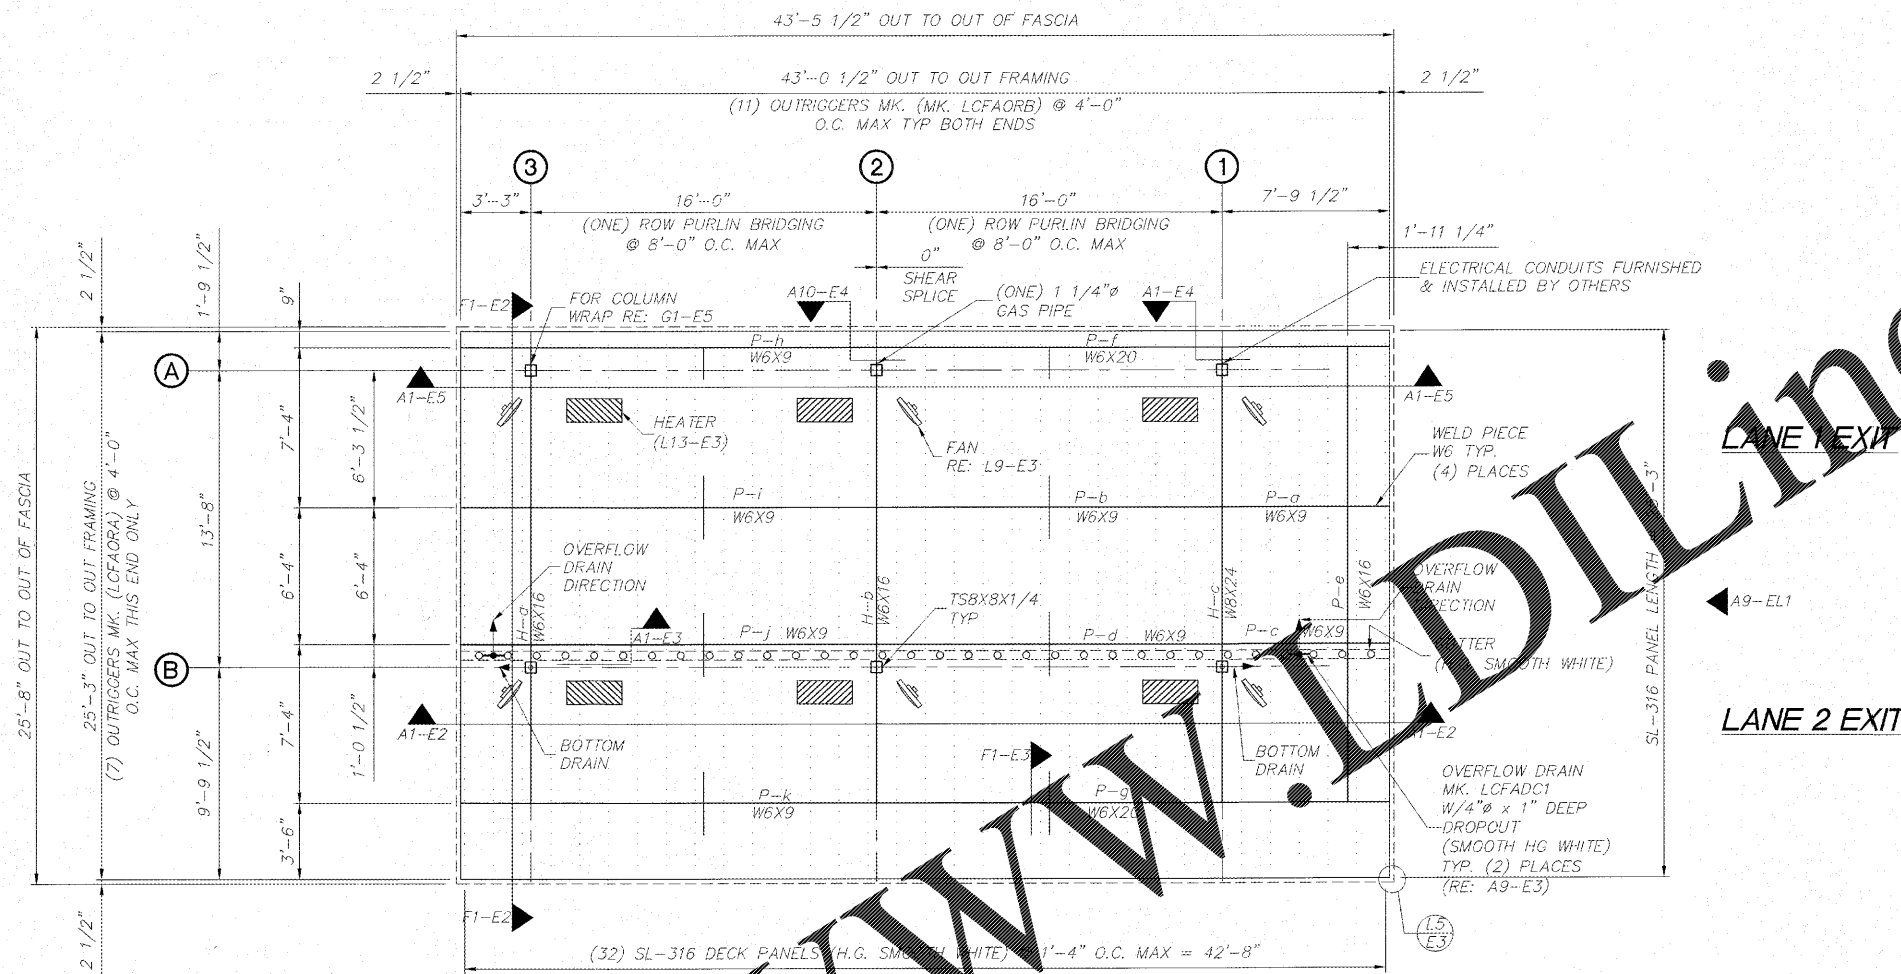 43'-5 1/2" OUT TO OUT OF FASCIA
2 1/2"
43'-0 1/2" OUT TO OUT FRAMING
2 1/2"
(11) OUTRIGGERS MK. (MK. LCFAORB) @ 4'-0"
O.C. MAX TYP BOTH ENDS
3
2
1
3'-3"
16'-0"
16'-0"
7'-9 1/2"
(ONE) ROW PURLIN BRIDGING
@ 8'-0" O.C. MAX
(ONE) ROW PURLIN BRIDGING
@ 8'-0" O.C. MAX
1'-11 1/4"
0"
SHEAR
SPLICE
ELECTRICAL CONDUITS FURNISHED
& INSTALLED BY OTHERS
2 1/2"
1'-9 1/2"
9"
F1-E2
FOR COLUMN
WRAP RE: G1-E5
A10-E4
(ONE) 1 1/4"ø
GAS PIPE
A1-E4
P-h
W6X9
P-f
W6X20
A
A1-E5
A1-E5
HEATER
(L13-E3)
FAN
RE: L9-E3
WELD PIECE
W6 TYP.
(4) PLACES
LANE 1 EXIT
7'-4"
6'-3 1/2"
P-i
W6X9
P-b
W6X9
P-a
W6X9
25'-8" OUT TO OUT OF FASCIA
25'-3" OUT TO OUT FRAMING
(7) OUTRIGGERS MK. (LCFAORA) @ 4'-0"
O.C. MAX THIS END ONLY
13'-8"
6'-4"
6'-4"
OVERFLOW
DRAIN
DIRECTION
H-a
W6X16
H-b
W6X16
TS8X8X1/4
TYP
H-c
W8X24
P-e
W6X16
OVERFLOW
DRAIN
DIRECTION
SL-316 PANEL LENGTH
A9-EL1
A1-E3
P-j W6X9
P-d W6X9
P-c W6X9
SMOOTH WHITE)
B
A1-E2
A1-E2
LANE 2 EXIT
7'-4"
1'-0 1/2"
9'-9 1/2"
3'-6"
BOTTOM
DRAIN
F1-E3
BOTTOM
DRAIN
P-k
W6X9
P-g
W6X20
OVERFLOW DRAIN
MK. LCFADC1
W/4"ø x 1" DEEP
DROPOUT
(SMOOTH HG WHITE)
TYP. (2) PLACES
(RE: A9-E3)
L5
E3
F1-E2
2 1/2"
(32) SL-316 DECK PANELS (H.G. SMOOTH WHITE) 1'-4" O.C. MAX = 42'-8"